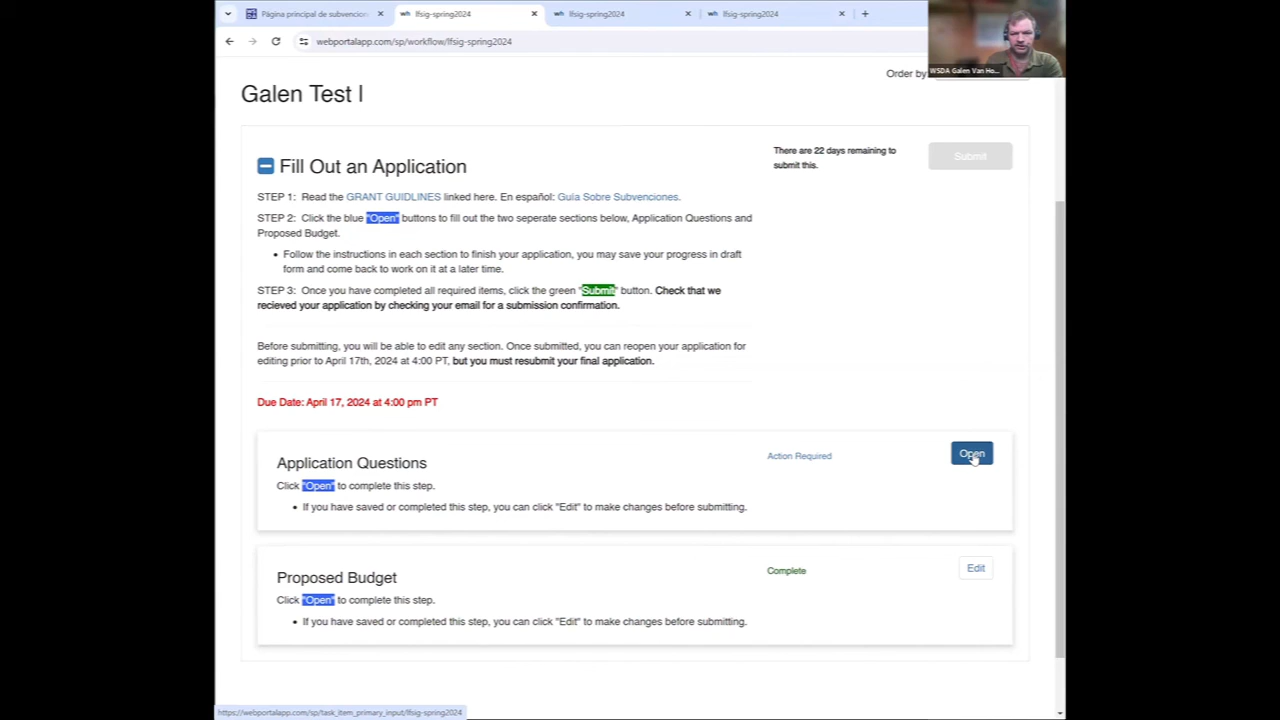 Página principal de subvencion
lfsig-spring2024
lfsig-spring2024
lfsig-spring2024
webportalapp.com/sp/workflow/lfsig-spring2024
WSDA Galen Van Ho...
Order by
Galen Test I
Fill Out an Application
There are 22 days remaining to
submit this.
Submit
STEP 1: Read the GRANT GUIDLINES linked here. En español: Guía Sobre Subvenciones.
STEP 2: Click the blue "Open" buttons to fill out the two seperate sections below, Application Questions and
Proposed Budget.
• Follow the instructions in each section to finish your application, you may save your progress in draft
form and come back to work on it at a later time.
STEP 3: Once you have completed all required items, click the green "Submit" button. Check that we
recieved your application by checking your email for a submission confirmation.
Before submitting, you will be able to edit any section. Once submitted, you can reopen your application for
editing prior to April 17th, 2024 at 4:00 PT, but you must resubmit your final application.
Due Date: April 17, 2024 at 4:00 pm PT
Application Questions
Action Required
Open
Click "Open" to complete this step.
• If you have saved or completed this step, you can click "Edit" to make changes before submitting.
Proposed Budget
Complete
Edit
Click "Open" to complete this step.
• If you have saved or completed this step, you can click "Edit" to make changes before submitting.
https://webportalapp.com/sp/task_item_primary_input/lfsig-spring2024